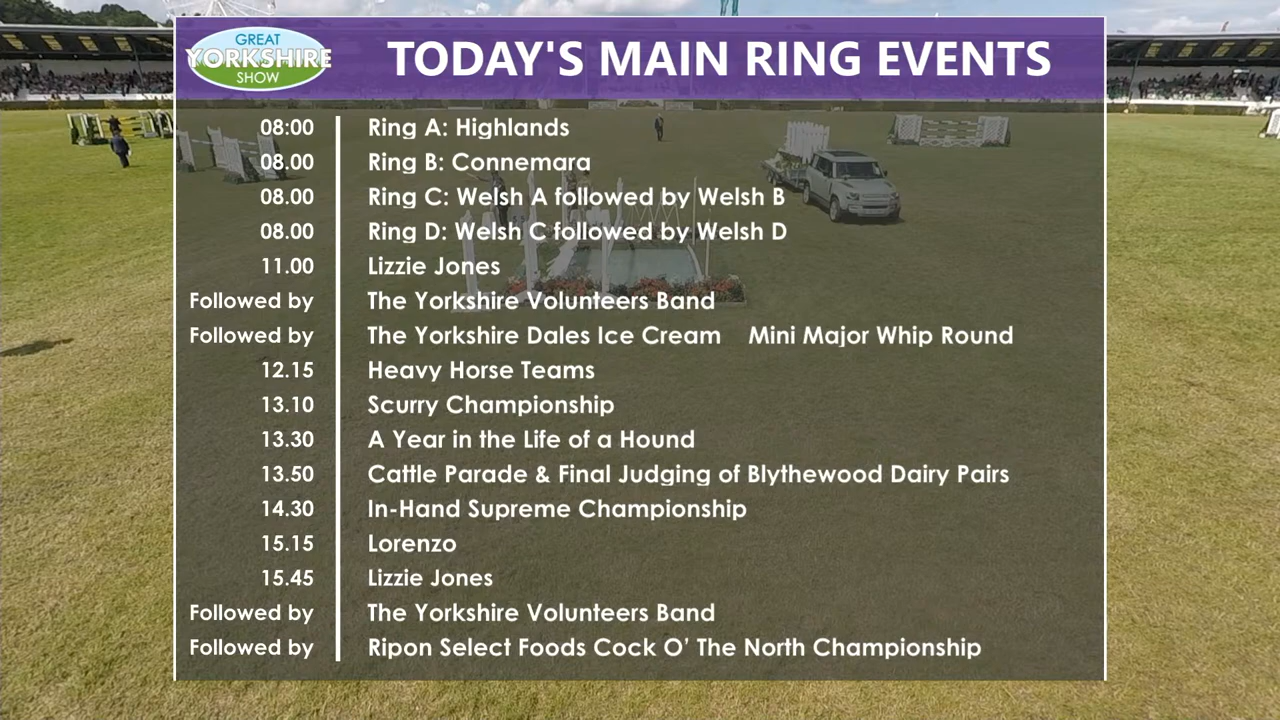 GREAT
YORKSHIRE
SHOW
TODAY'S MAIN RING EVENTS
08:00 Ring A: Highlands
08.00 Ring B: Connemara
08.00 Ring C: Welsh A followed by Welsh B
08.00 Ring D: Welsh C followed by Welsh D
11.00 Lizzie Jones
Followed by The Yorkshire Volunteers Band
Followed by The Yorkshire Dales Ice Cream Mini Major Whip Round
12.15 Heavy Horse Teams
13.10 Scurry Championship
13.30 A Year in the Life of a Hound
13.50 Cattle Parade & Final Judging of Blythewood Dairy Pairs
14.30 In-Hand Supreme Championship
15.15 Lorenzo
15.45 Lizzie Jones
Followed by The Yorkshire Volunteers Band
Followed by Ripon Select Foods Cock O’ The North Championship